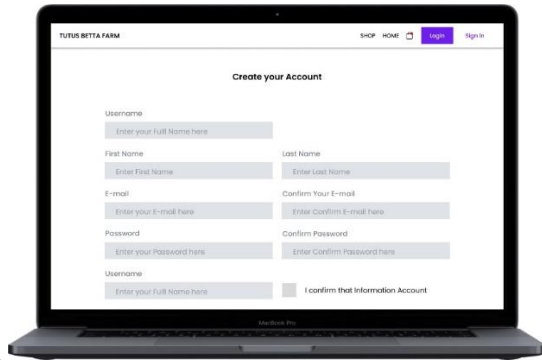 TUTUS BETTA FARM SHOP HOME Login Sign in
Create your Account
Username
Enter your Full Name here
First Name Last Name
Enter First Name Enter Last Name
E-mail Confirm Your E-mail
Enter your E-mail here Enter Confirm E-mail here
Password Confirm Password
Enter your Password here Enter Confirm Password here
Username
Enter your Full Name here I confirm that Information Account
MacBook Pro